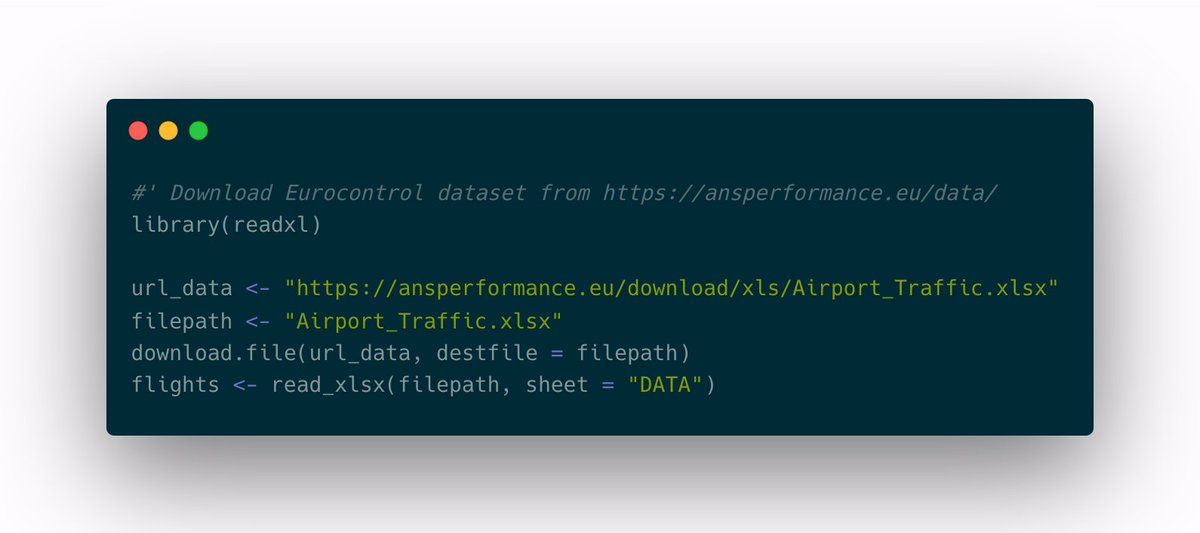 #' Download Eurocontrol dataset from https://ansperformance.eu/data/
library(readxl)
url_data <- "https://ansperformance.eu/download/xls/Airport_Traffic.xlsx"
filepath <- "Airport_Traffic.xlsx"
download.file(url_data, destfile = filepath)
flights <- read_xlsx(filepath, sheet = "DATA")